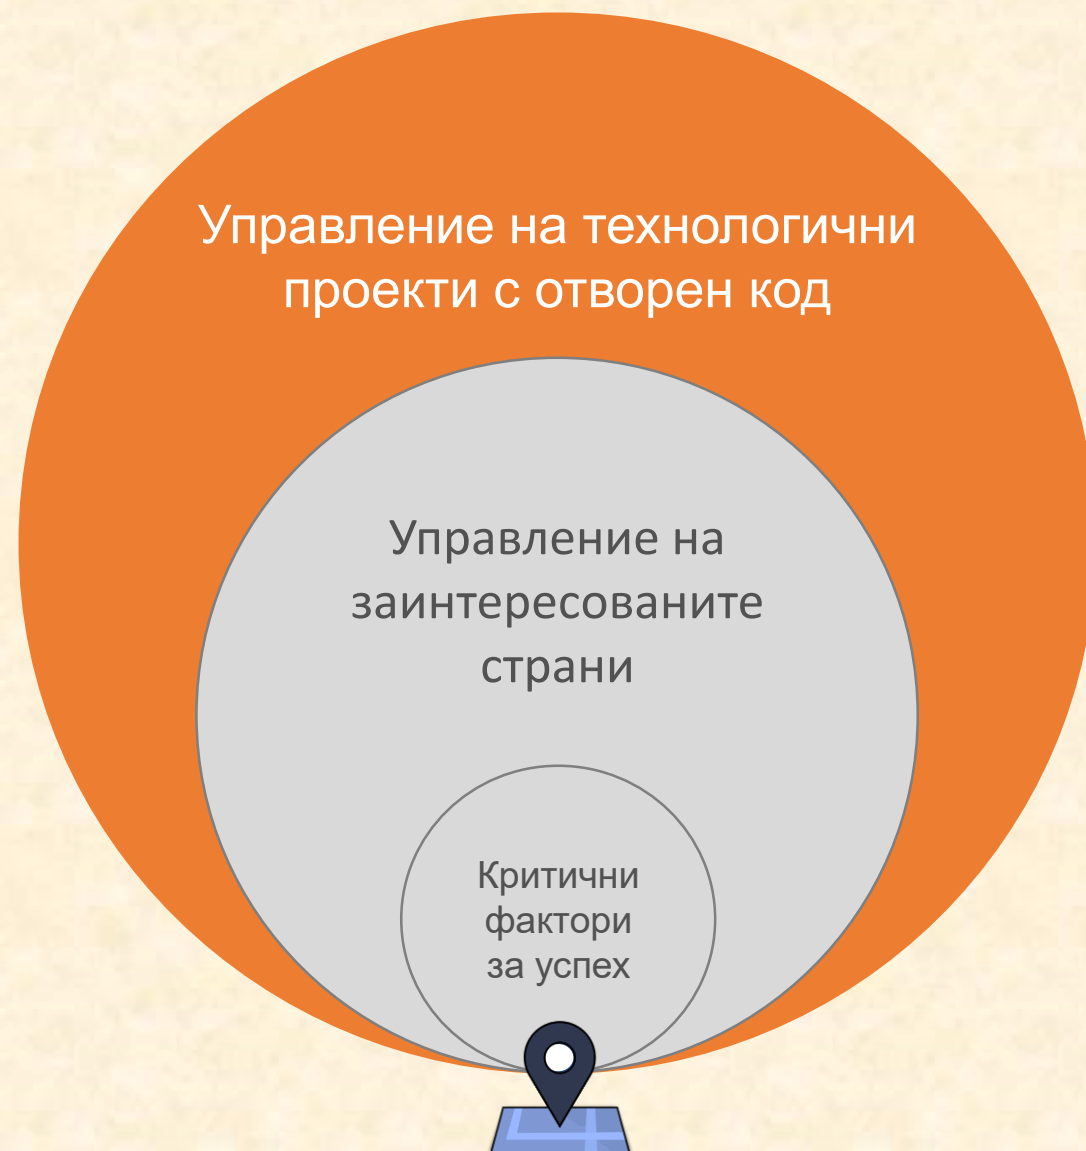 Управление на технологични
проекти с отворен код
Управление на
заинтересованите
страни
Критични
фактори
за успех